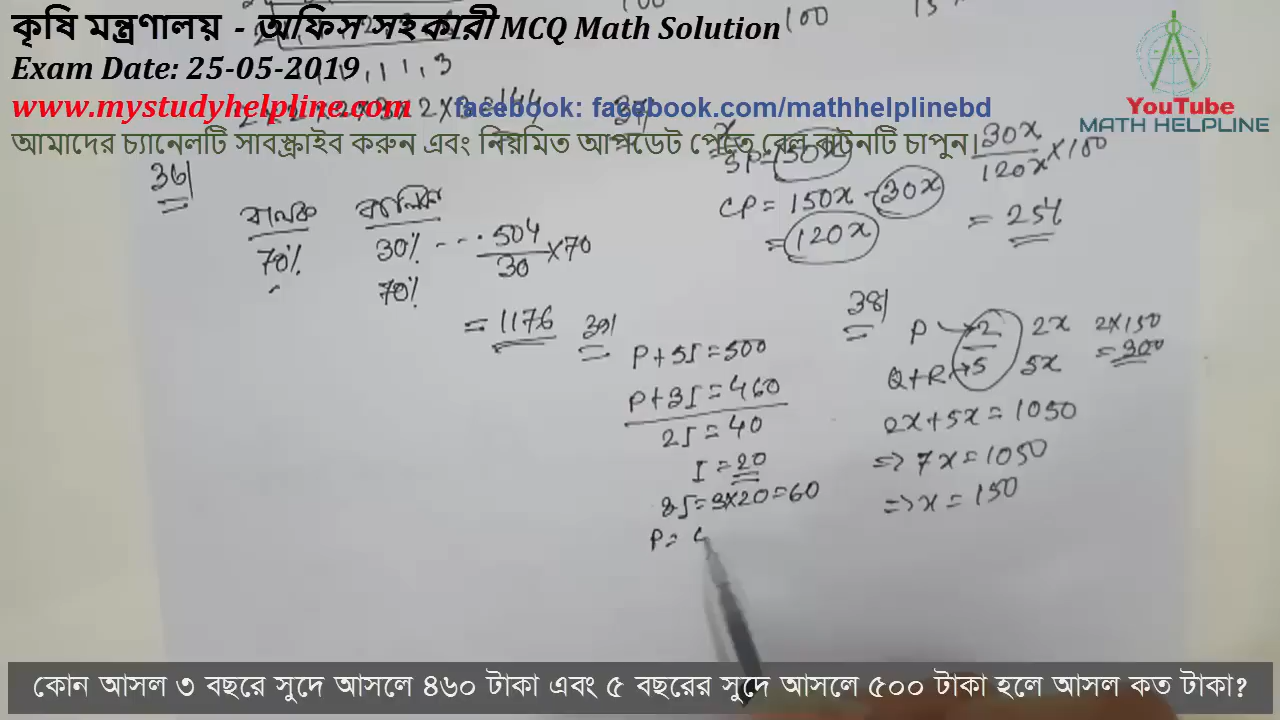 কৃষি মন্ত্রণালয় - অফিস সহকারী MCQ Math Solution
Exam Date: 25-05-2019
www.mystudyhelpline.com facebook: facebook.com/mathhelplinebd
আমাদের চ্যানেলটি সাবস্ক্রাইব করুন এবং নিয়মিত আপডেট পেতে বেল বাটনটি চাপুন।
YouTube
MATH HELPLINE
100
36|
বালক বালিকা
70% 30% --- 504/30 ×70
70%
= 1176
CP = 150x - 30x
= 120x
30x/120x ×100
= 25%
P+5I=500
P+3I=460
2I=40
I=20
3I=3×20=60
P=
38|
P → 2 2x 2×150
Q+R → 5 5x =300
2x+5x=1050
=> 7x=1050
=> x=150
কোন আসল ৩ বছরে সুদে আসলে ৪৬০ টাকা এবং ৫ বছরের সুদে আসলে ৫০০ টাকা হলে আসল কত টাকা?